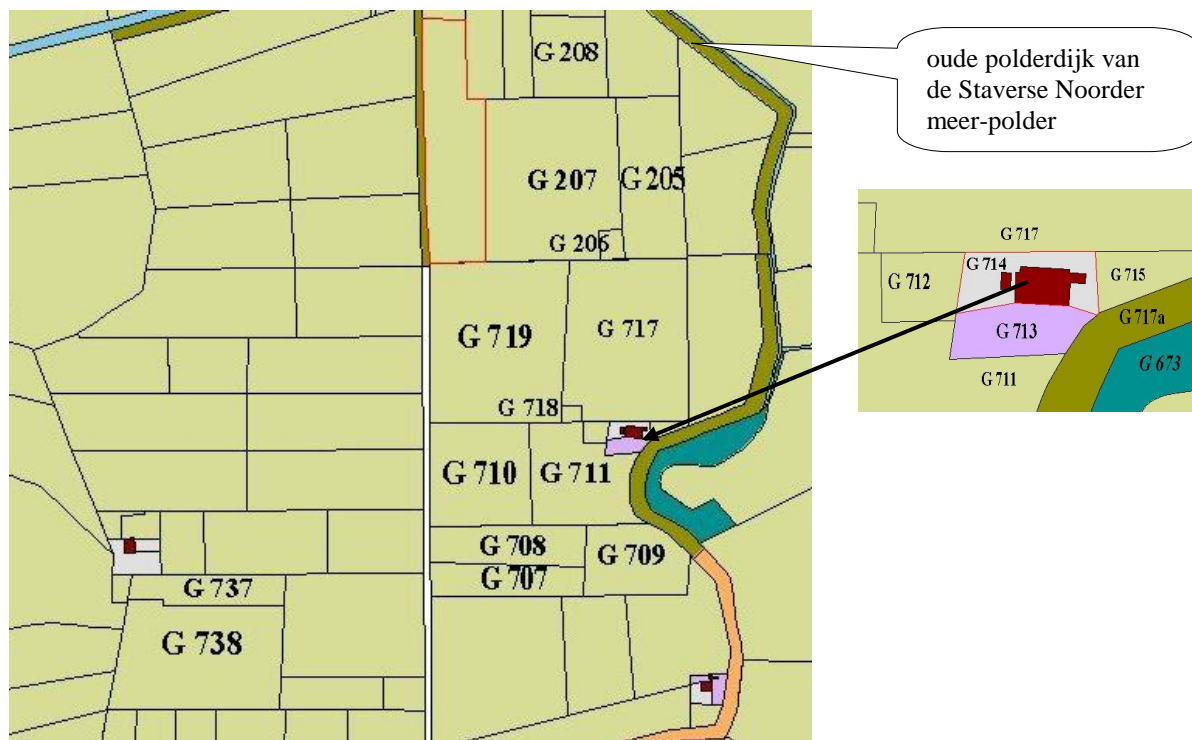 oude polderdijk van
de Staverse Noorder
meer-polder
G 208
G 207
G 205
G 206
G 719
G 717
G 718
G 710
G 711
G 708
G 709
G 707
G 737
G 738
G 717
G 714
G 715
G 712
G 713
G 717a
G 711
G 673